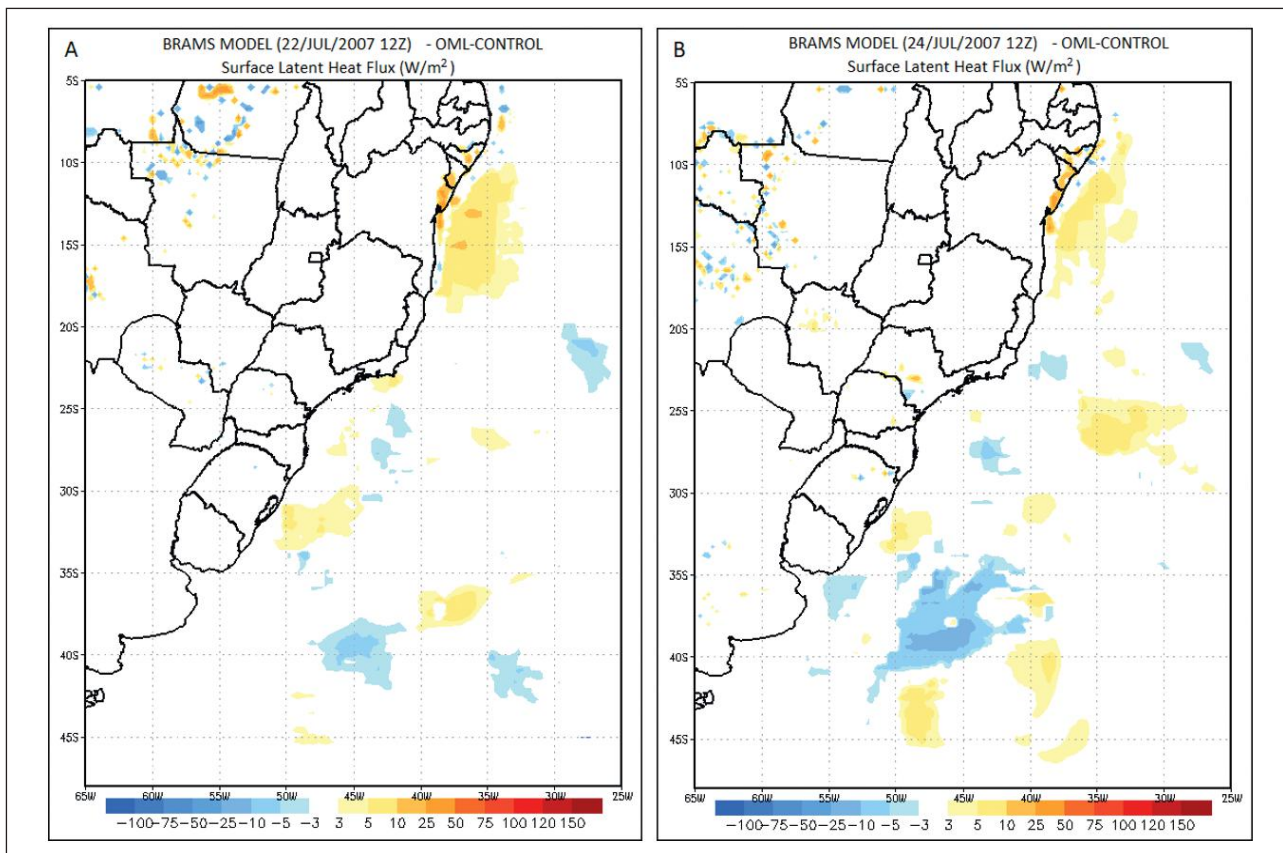 A
BRAMS MODEL (22/JUL/2007 12Z) - OML-CONTROL
Surface Latent Heat Flux (W/m²)
5S
10S
15S
20S
25S
30S
35S
40S
45S
65W 60W 55W 50W 45W 40W 35W 30W 25W
-100 -75 -50 -25 -10 -5 -3 3 5 10 25 50 75 100 120 150
B
BRAMS MODEL (24/JUL/2007 12Z) - OML-CONTROL
Surface Latent Heat Flux (W/m²)
5S
10S
15S
20S
25S
30S
35S
40S
45S
65W 60W 55W 50W 45W 40W 35W 30W 25W
-100 -75 -50 -25 -10 -5 -3 3 5 10 25 50 75 100 120 150